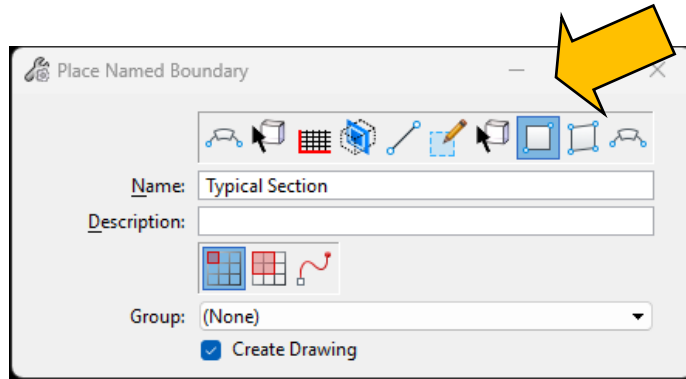 Place Named Boundary
Name: Typical Section
Description:
Group: (None)
Create Drawing